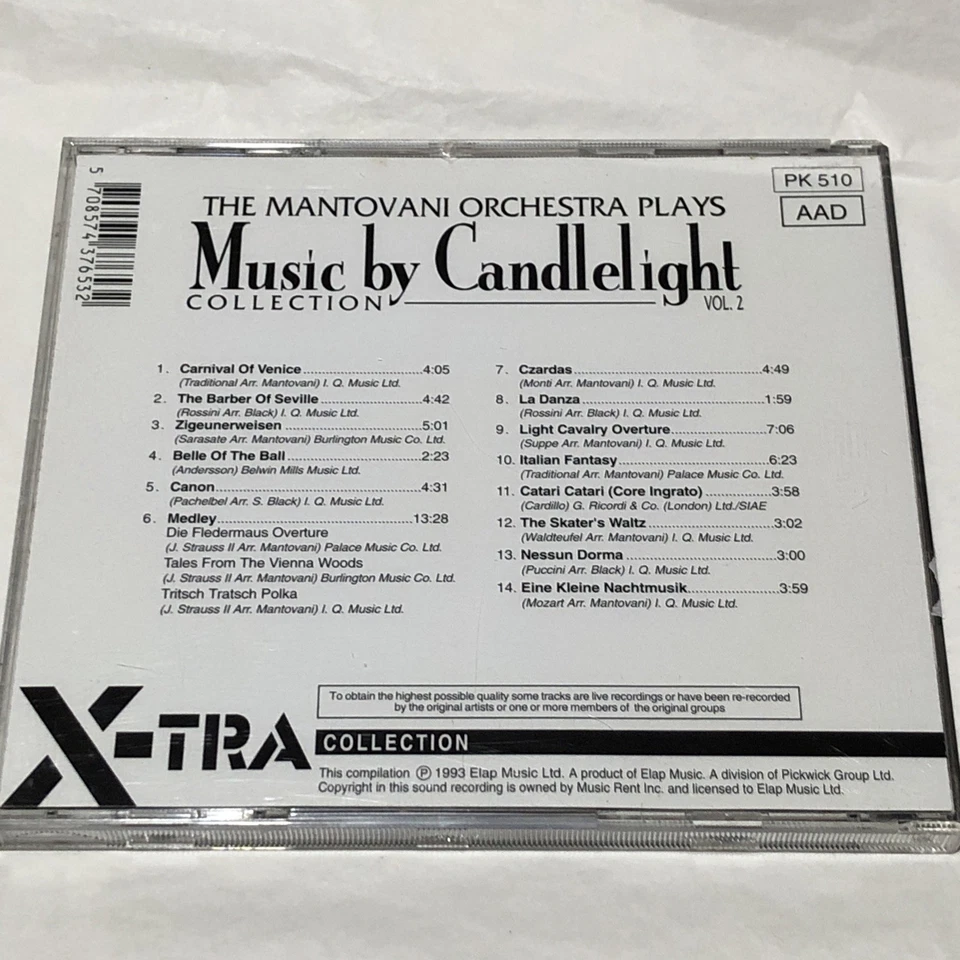 5 708574 376532
PK 510
AAD
THE MANTOVANI ORCHESTRA PLAYS
Music by Candlelight
COLLECTION VOL. 2
1. Carnival Of Venice 4:05
(Traditional Arr. Mantovani) I. Q. Music Ltd.
2. The Barber Of Seville 4:42
(Rossini Arr. Black) I. Q. Music Ltd.
3. Zigeunerweisen 5:01
(Sarasate Arr. Mantovani) Burlington Music Co. Ltd.
4. Belle Of The Ball 2:23
(Andersson) Belwin Mills Music Ltd.
5. Canon 4:31
(Pachelbel Arr. S. Black) I. Q. Music Ltd.
6. Medley 13:28
Die Fledermaus Overture
(J. Strauss II Arr. Mantovani) Palace Music Co. Ltd.
Tales From The Vienna Woods
(J. Strauss II Arr. Mantovani) Burlington Music Co. Ltd.
Tritsch Tratsch Polka
(J. Strauss II Arr. Mantovani) I. Q. Music Ltd.
7. Czardas 4:49
(Monti Arr. Mantovani) I. Q. Music Ltd.
8. La Danza 1:59
(Rossini Arr. Black) I. Q. Music Ltd.
9. Light Cavalry Overture 7:06
(Suppe Arr. Mantovani) I. Q. Music Ltd.
10. Italian Fantasy 6:23
(Traditional Arr. Mantovani) Palace Music Co. Ltd.
11. Catari Catari (Core Ingrato) 3:58
(Cardillo) G. Ricordi & Co. (London) Ltd./SIAE
12. The Skater's Waltz 3:02
(Waldteufel Arr. Mantovani) I. Q. Music Ltd.
13. Nessun Dorma 3:00
(Puccini Arr. Black) I. Q. Music Ltd.
14. Eine Kleine Nachtmusik 3:59
(Mozart Arr. Mantovani) I. Q. Music Ltd.
To obtain the highest possible quality some tracks are live recordings or have been re-recorded
by the original artists or one or more members of the original groups
X-TRA COLLECTION
This compilation ℗ 1993 Elap Music Ltd. A product of Elap Music. A division of Pickwick Group Ltd.
Copyright in this sound recording is owned by Music Rent Inc. and licensed to Elap Music Ltd.